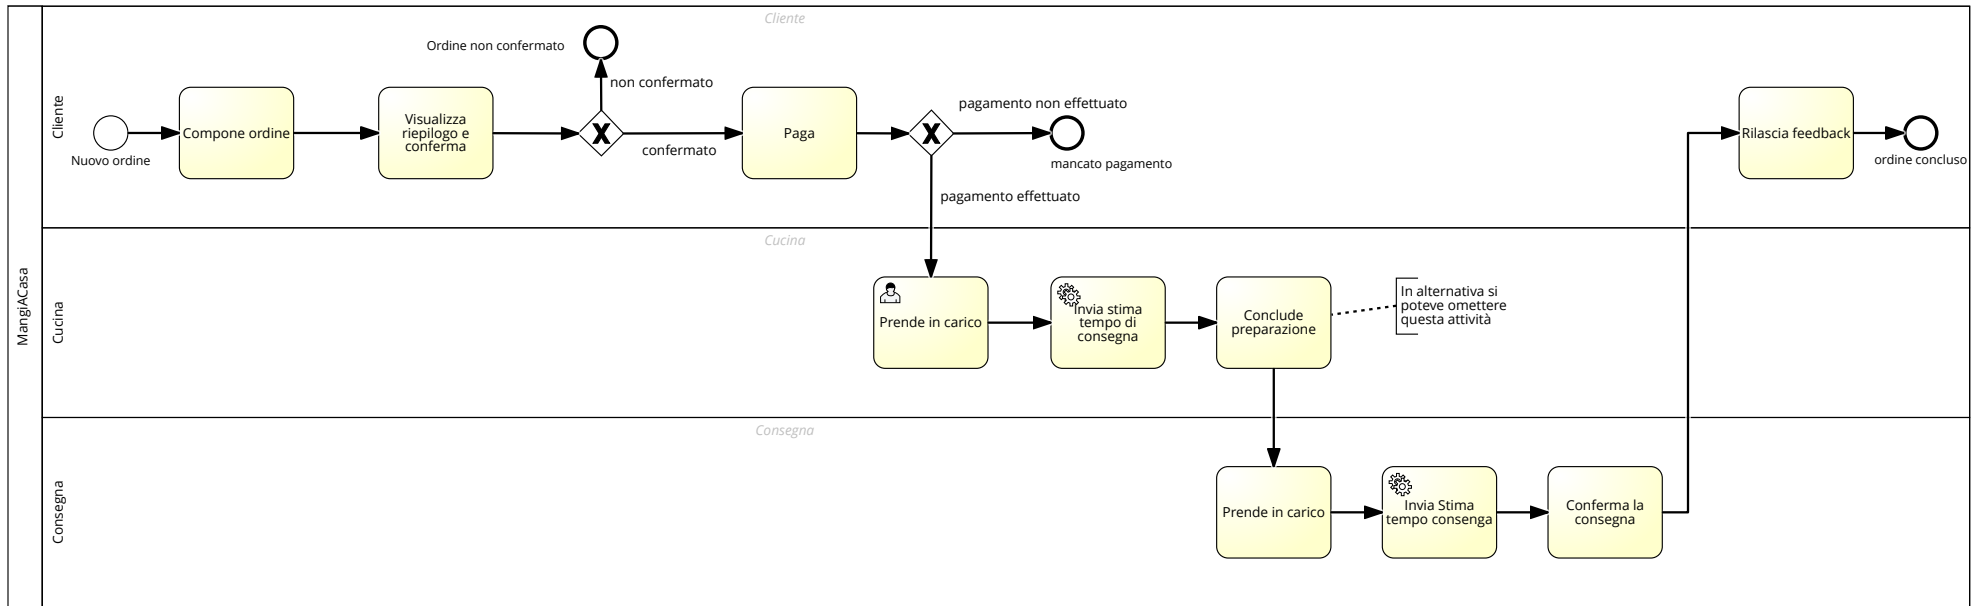 MangiACasa
Cliente
Cliente
Nuovo ordine
Compone ordine
Visualizza
riepilogo e
conferma
Ordine non confermato
non confermato
confermato
Paga
pagamento non effettuato
mancato pagamento
pagamento effettuato
Rilascia feedback
ordine concluso
Cucina
Cucina
Prende in carico
Invia stima
tempo di
consegna
Conclude
preparazione
In alternativa si
poteve omettere
questa attività
Consegna
Consegna
Prende in carico
Invia Stima
tempo consenga
Conferma la
consegna